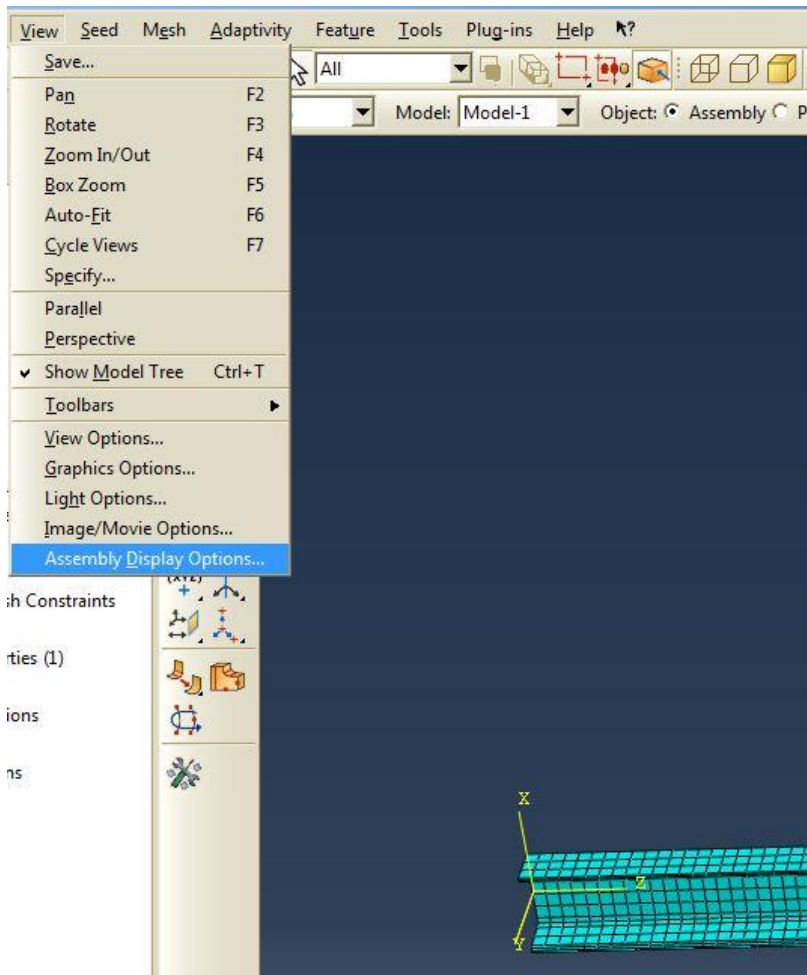 View Seed Mesh Adaptivity Feature Tools Plug-ins Help
Save...
All
Pan F2
Model: Model-1 Object: Assembly P
Rotate F3
Zoom In/Out F4
Box Zoom F5
Auto-Fit F6
Cycle Views F7
Specify...
Parallel
Perspective
Show Model Tree Ctrl+T
Toolbars
View Options...
Graphics Options...
Light Options...
Image/Movie Options...
Assembly Display Options...
(XYZ)
sh Constraints
rties (1)
ions
ns
X
Z
Y